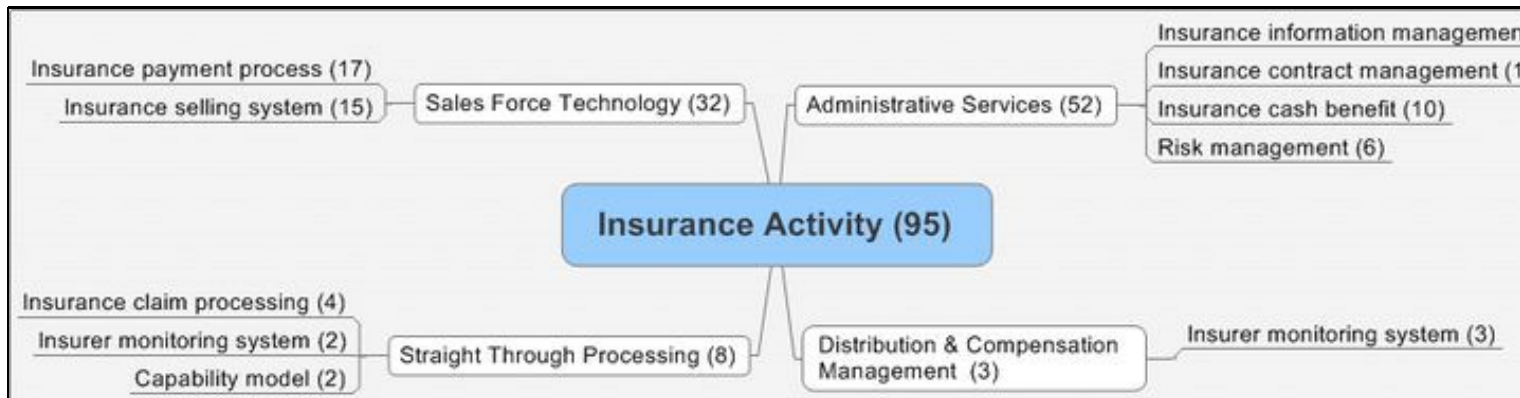 Insurance payment process (17)
Insurance selling system (15)
Sales Force Technology (32)
Administrative Services (52)
Insurance information
Insurance contract management
Insurance cash benefit (10)
Risk management (6)
Insurance Activity (95)
Insurance claim processing (4)
Insurer monitoring system (2)
Capability model (2)
Straight Through Processing (8)
Distribution & Compensation
Management (3)
Insurer monitoring system (3)